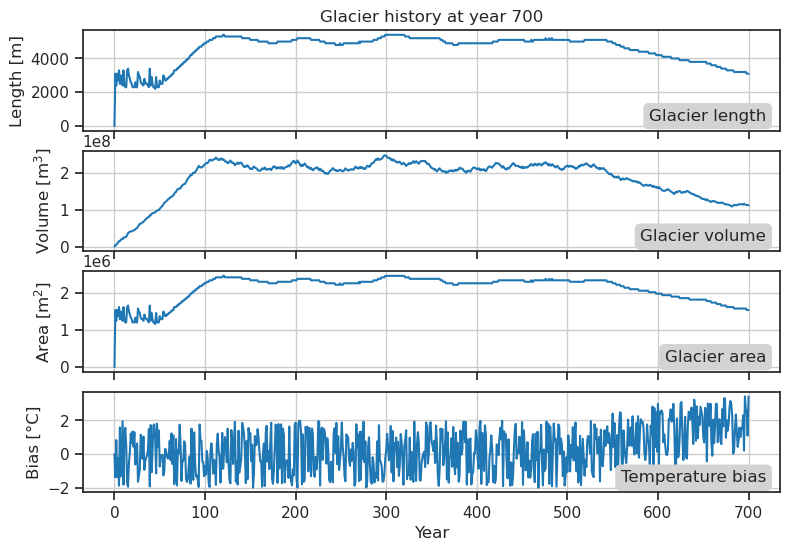 Glacier history at year 700
Length [m]
4000
2000
0
Glacier length
1e8
Volume [m³]
2
1
0
Glacier volume
1e6
Area [m²]
2
1
0
Glacier area
Bias [°C]
2
0
−2
Temperature bias
0 100 200 300 400 500 600 700
Year